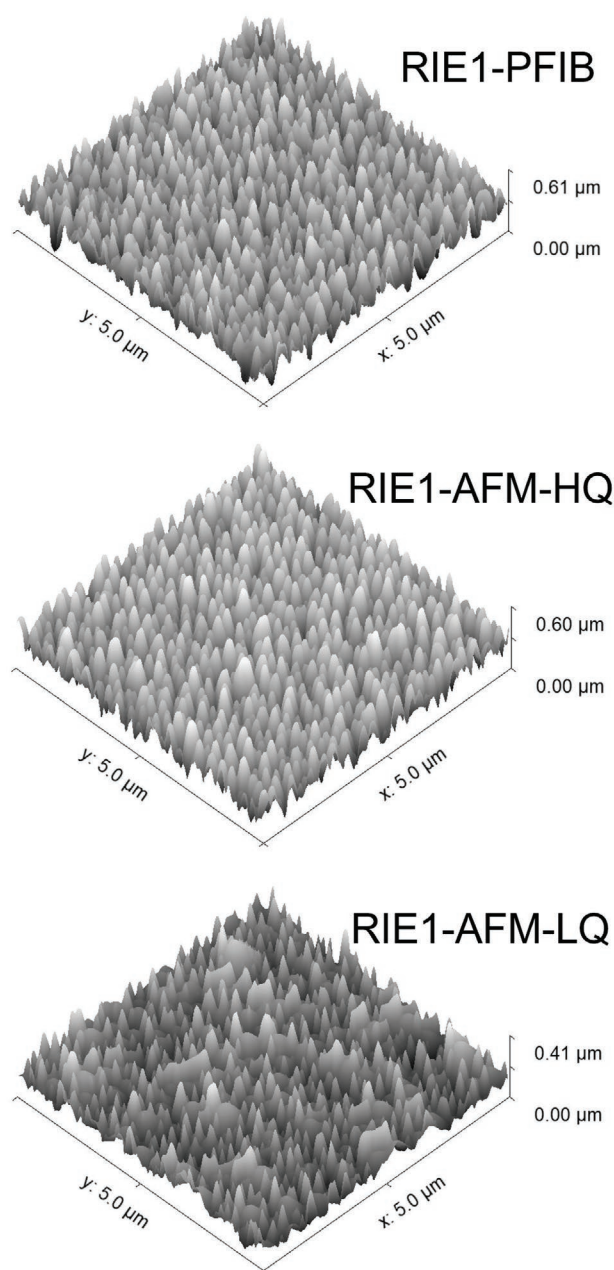 RIE1-PFIB
0.61 µm
0.00 µm
y: 5.0 µm
x: 5.0 µm
RIE1-AFM-HQ
0.60 µm
0.00 µm
y: 5.0 µm
x: 5.0 µm
RIE1-AFM-LQ
0.41 µm
0.00 µm
y: 5.0 µm
x: 5.0 µm